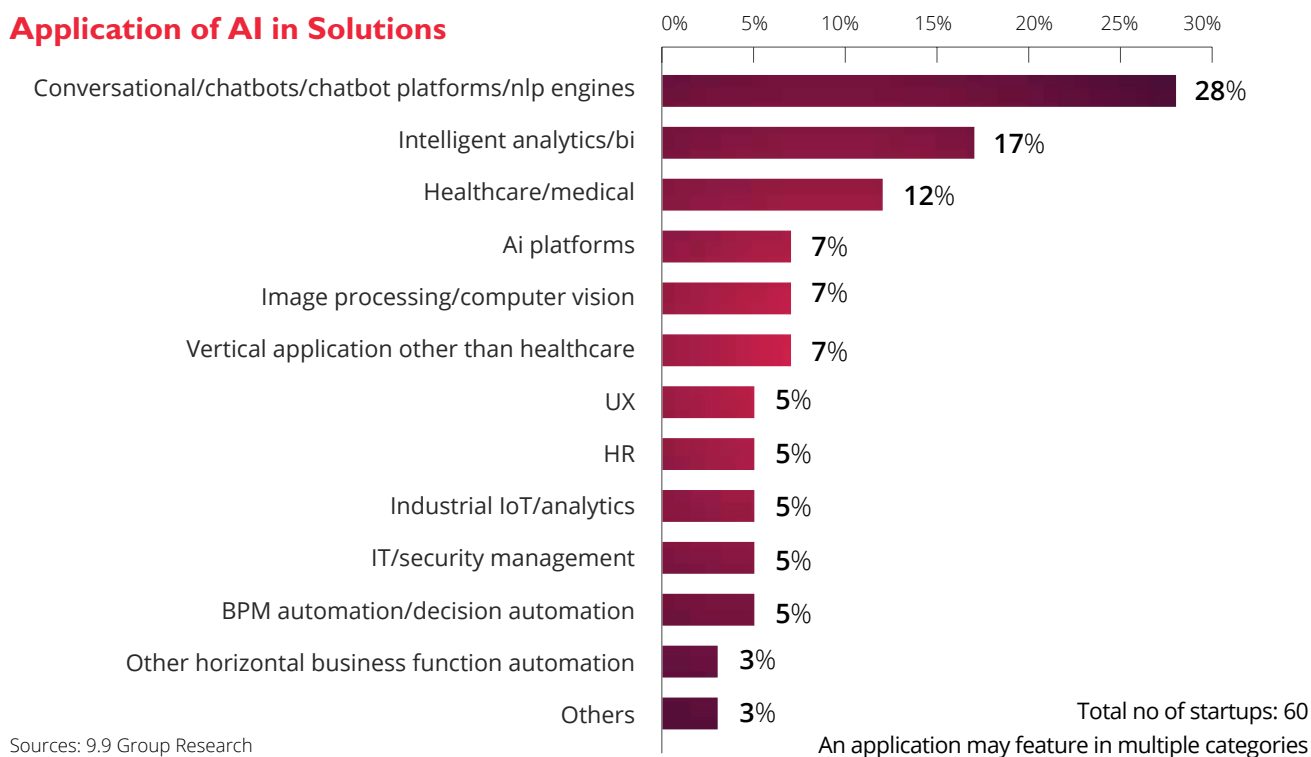 Application of AI in Solutions
0% 5% 10% 15% 20% 25% 30%
Conversational/chatbots/chatbot platforms/nlp engines 28%
Intelligent analytics/bi 17%
Healthcare/medical 12%
Ai platforms 7%
Image processing/computer vision 7%
Vertical application other than healthcare 7%
UX 5%
HR 5%
Industrial IoT/analytics 5%
IT/security management 5%
BPM automation/decision automation 5%
Other horizontal business function automation 3%
Others 3%
Total no of startups: 60
Sources: 9.9 Group Research
An application may feature in multiple categories